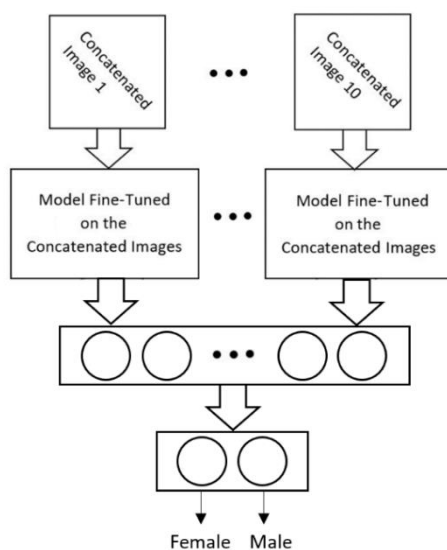 Concatenated
Image 1
Concatenated
Image 10
Model Fine-Tuned
on the
Concatenated Images
Model Fine-Tuned
on the
Concatenated Images
Female Male